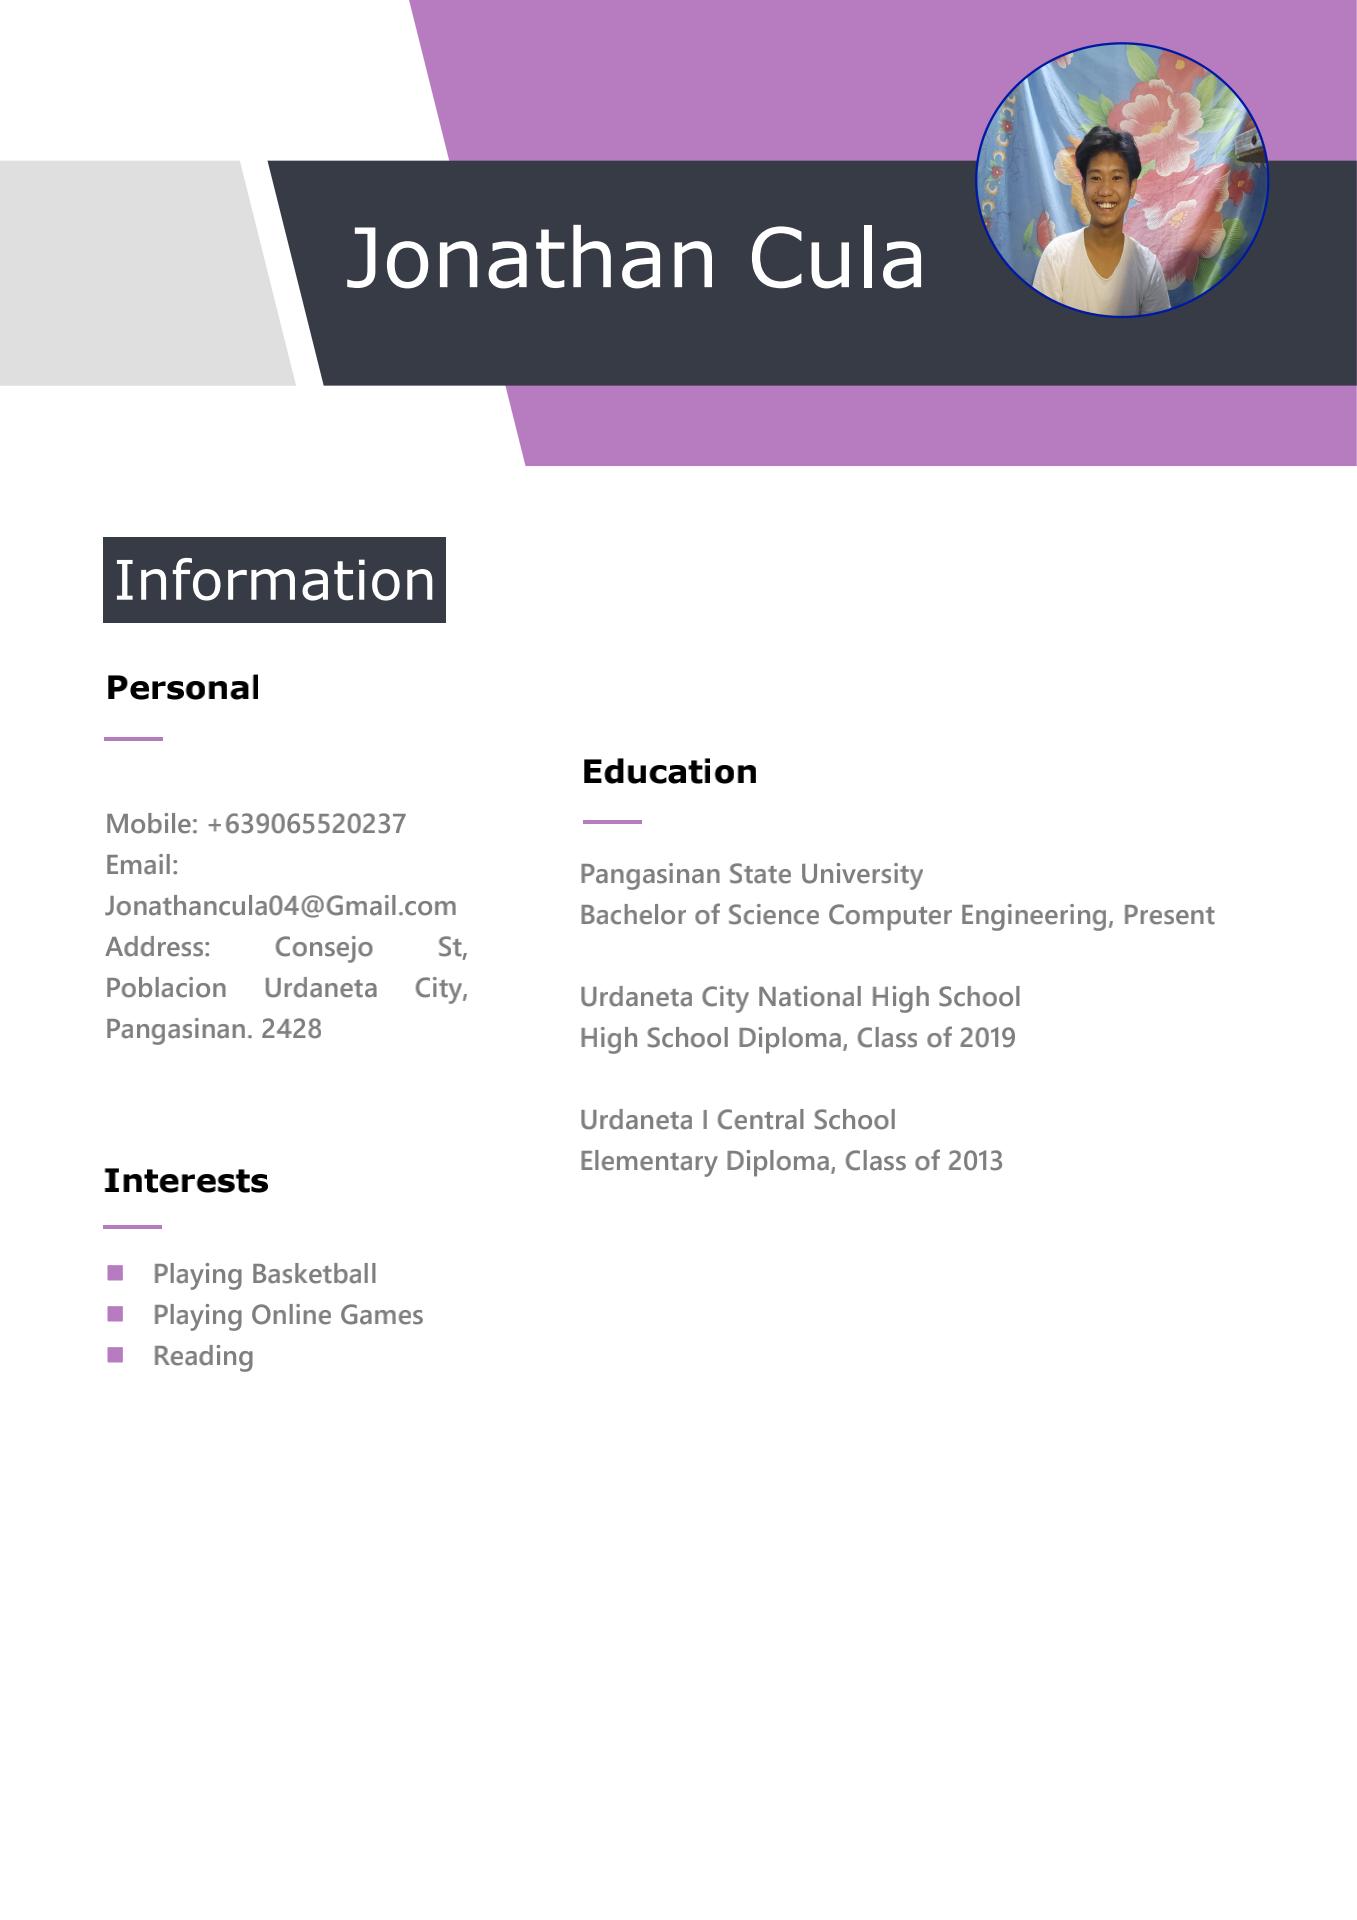 Jonathan Cula
Information
Personal
Mobile: +639065520237
Email:
Jonathancula04@Gmail.com
Address: Consejo St,
Poblacion Urdaneta City,
Pangasinan. 2428
Interests
Playing Basketball
Playing Online Games
Reading
Education
Pangasinan State University
Bachelor of Science Computer Engineering, Present
Urdaneta City National High School
High School Diploma, Class of 2019
Urdaneta I Central School
Elementary Diploma, Class of 2013